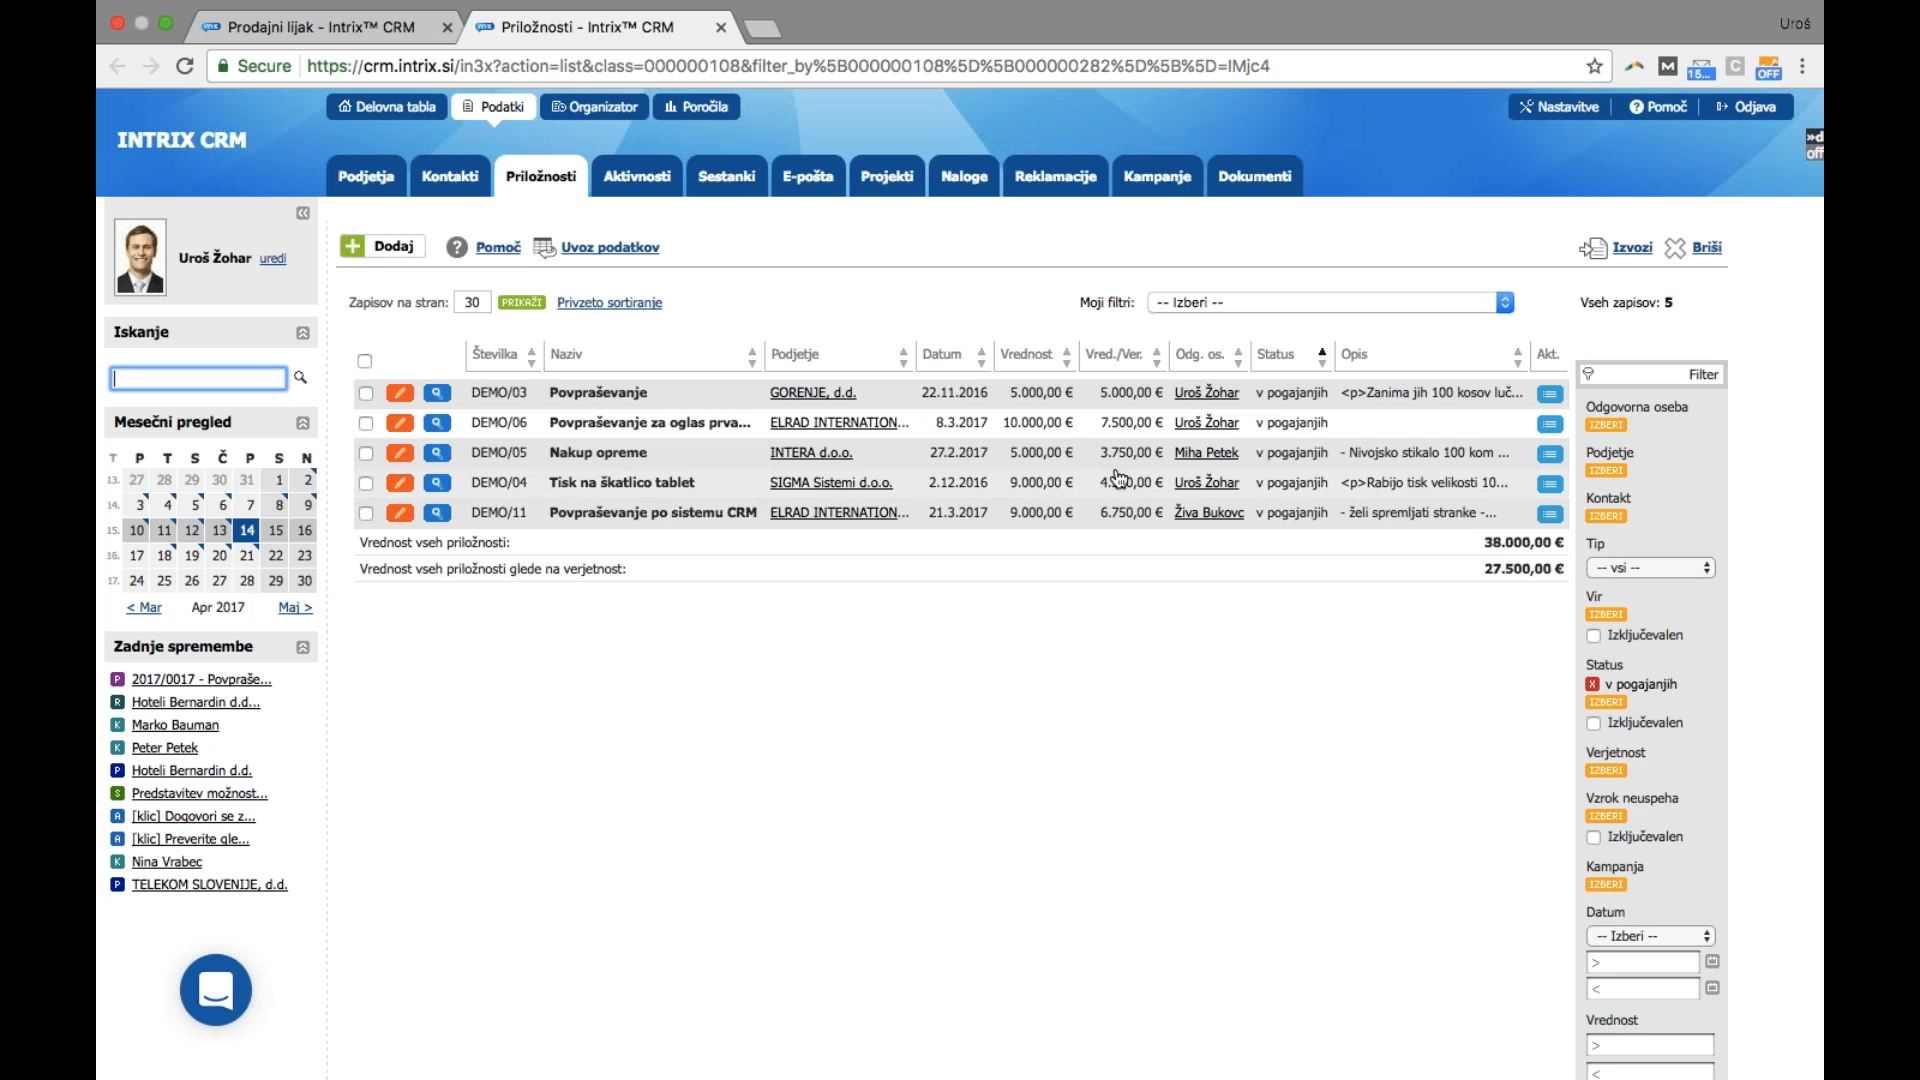 Prodajni lijak - Intrix™ CRM
Priložnosti - Intrix™ CRM
Uroš
Secure
https://crm.intrix.si/in3x?action=list&class=000000108&filter_by%5B000000108%5D%5B000000282%5D%5B%5D=IMjc4
M
15...
C
OFF
Delovna tabla
Podatki
Organizator
Poročila
Nastavitve
Pomoč
Odjava
»d
off
INTRIX CRM
Podjetja
Kontakti
Priložnosti
Aktivnosti
Sestanki
E-pošta
Projekti
Naloge
Reklamacije
Kampanje
Dokumenti
Uroš Žohar uredi
Dodaj
Pomoč
Uvoz podatkov
Izvozi
Briši
Zapisov na stran: 30 PRIKAŽI Privzeto sortiranje
Moji filtri: -- Izberi --
Vseh zapisov: 5
Iskanje
Številka Naziv Podjetje Datum Vrednost Vred./Ver. Odg. os. Status Opis Akt.
DEMO/03 Povpraševanje GORENJE, d.d. 22.11.2016 5.000,00 € 5.000,00 € Uroš Žohar v pogajanjih <p>Zanima jih 100 kosov luč...
DEMO/06 Povpraševanje za oglas prva... ELRAD INTERNATION... 8.3.2017 10.000,00 € 7.500,00 € Uroš Žohar v pogajanjih
DEMO/05 Nakup opreme INTERA d.o.o. 27.2.2017 5.000,00 € 3.750,00 € Miha Petek v pogajanjih - Nivojsko stikalo 100 kom ...
DEMO/04 Tisk na škatlico tablet SIGMA Sistemi d.o.o. 2.12.2016 9.000,00 € Uroš Žohar v pogajanjih <p>Rabijo tisk velikosti 10...
DEMO/11 Povpraševanje po sistemu CRM ELRAD INTERNATION... 21.3.2017 9.000,00 € 6.750,00 € Živa Bukovc v pogajanjih - želi spremljati stranke -...
Vrednost vseh priložnosti: 38.000,00 €
Vrednost vseh priložnosti glede na verjetnost: 27.500,00 €
Mesečni pregled
T P T S Č P S N
13. 27 28 29 30 31 1 2
14. 3 4 5 6 7 8 9
15. 10 11 12 13 14 15 16
16. 17 18 19 20 21 22 23
17. 24 25 26 27 28 29 30
< Mar Apr 2017 Maj >
Zadnje spremembe
P 2017/0017 - Povpraše...
R Hoteli Bernardin d.d...
K Marko Bauman
K Peter Petek
P Hoteli Bernardin d.d.
S Predstavitev možnost...
A [klic] Dogovori se z...
A [klic] Preverite gle...
K Nina Vrabec
P TELEKOM SLOVENIJE, d.d.
Filter
Odgovorna oseba
IZBERI
Podjetje
IZBERI
Kontakt
IZBERI
Tip
-- vsi --
Vir
IZBERI
Izključevalen
Status
X v pogajanjih
IZBERI
Izključevalen
Verjetnost
IZBERI
Vzrok neuspeha
IZBERI
Izključevalen
Kampanja
IZBERI
Datum
-- Izberi --
>
<
Vrednost
>
<